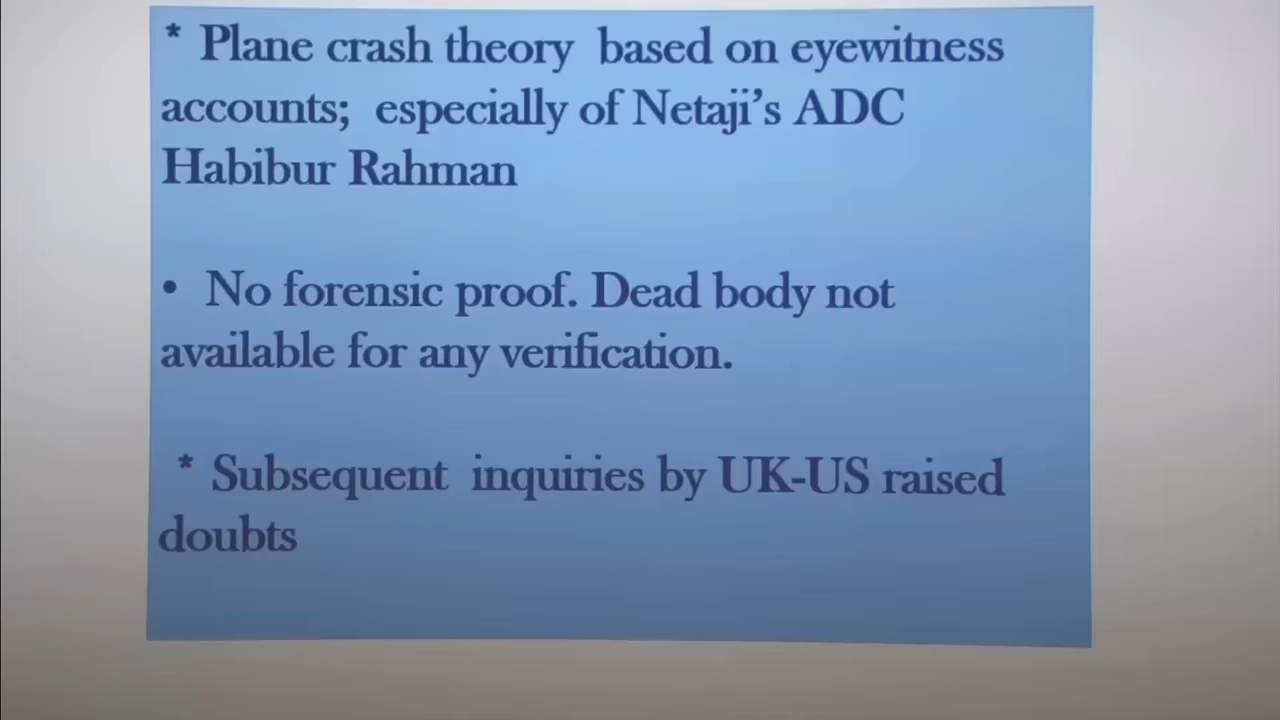 * Plane crash theory based on eyewitness
accounts; especially of Netaji's ADC
Habibur Rahman
• No forensic proof. Dead body not
available for any verification.
* Subsequent inquiries by UK-US raised
doubts